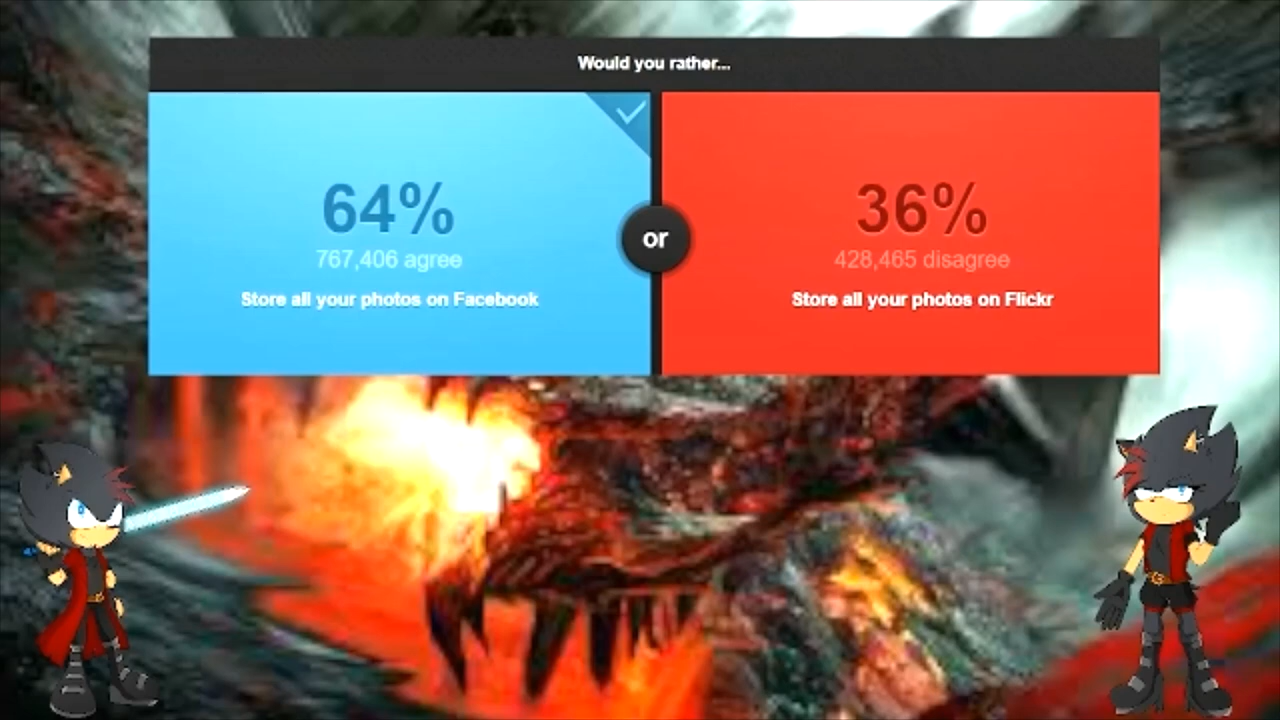 Would you rather...
64%
767,406 agree
Store all your photos on Facebook
or
36%
428,465 disagree
Store all your photos on Flickr